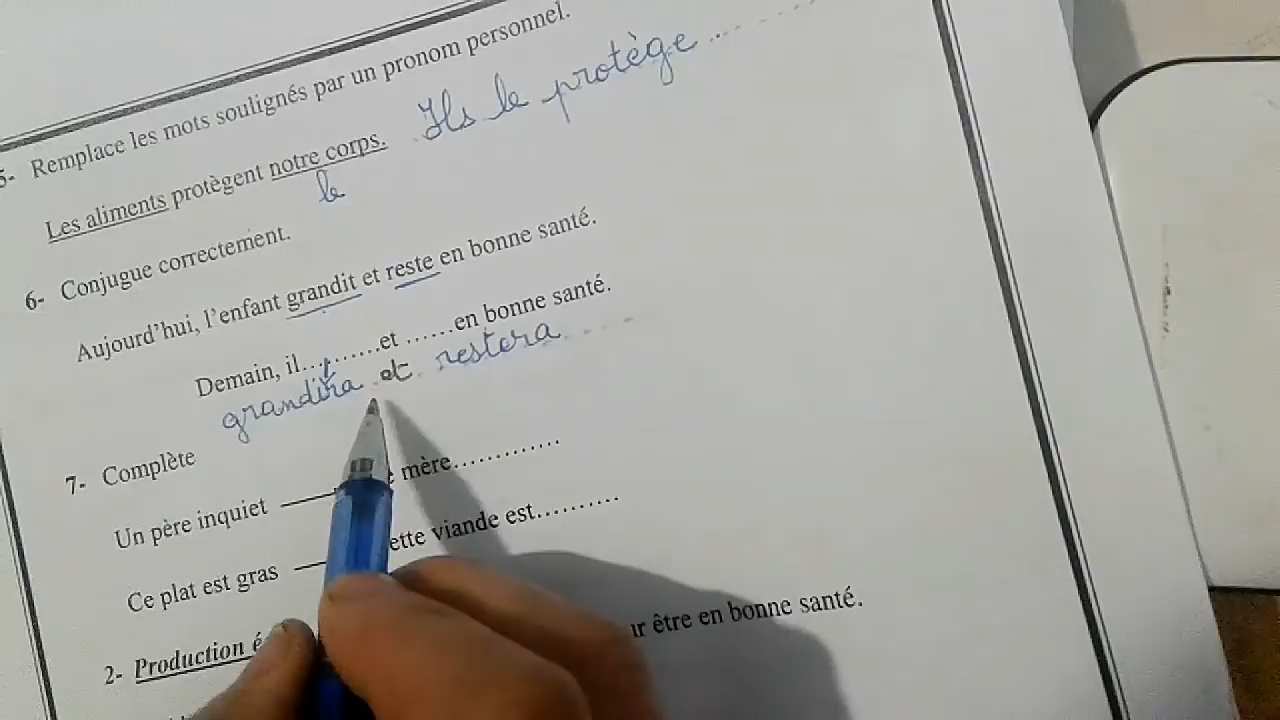 5- Remplace les mots soulignés par un pronom personnel.
Les aliments protègent notre corps. Ils le protège ......
le
6- Conjugue correctement.
Aujourd'hui, l'enfant grandit et reste en bonne santé.
Demain, il..........et ......en bonne santé.
grandira et restera
7- Complète
Un père inquiet mère.............
Ce plat est gras ette viande est..........
2- Production é être en bonne santé.